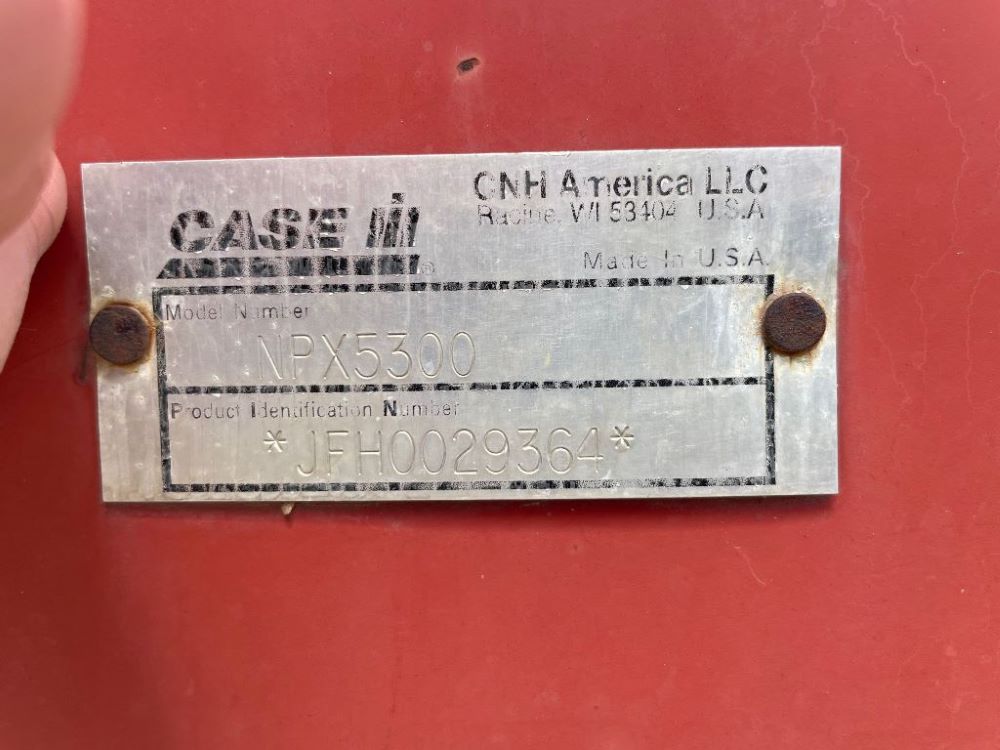 CNH America LLC
Racine, WI 53404 U.S.A.
CASE IH
®
Made In U.S.A.
Model Number
NPX5300
Product Identification Number
*JFH0029364*